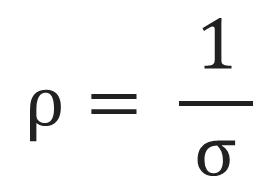 ρ = 1/σ